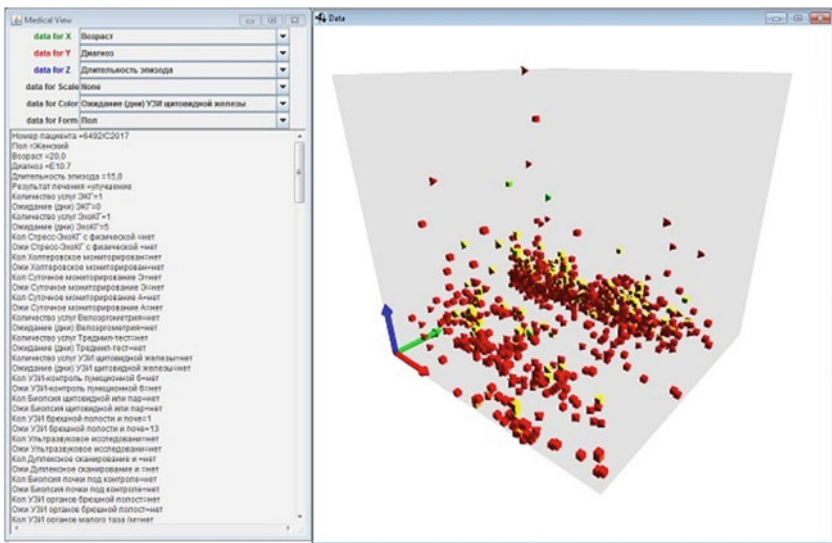 Medical View
data for X Возраст
data for Y Диагноз
data for Z Длительность эпизода
data for Scale None
data for Color Ожидание (дни) УЗИ щитовидной железы
data for Form Пол
Номер пациента =6492/C2017
Пол =Женский
Возраст =20,0
Диагноз =E10.7
Длительность эпизода =15,0
Результат лечения =улучшение
Количество услуг ЭКГ=1
Ожидание (дни) ЭКГ=0
Количество услуг ЭхоКГ=1
Ожидание (дни) ЭхоКГ=5
Кол Стресс-ЭхоКГ с физической =нет
Ожи Стресс-ЭхоКГ с физической =нет
Кол Холтеровское мониторирован=нет
Ожи Холтеровское мониторирован=нет
Кол Суточное мониторирование Э=нет
Ожи Суточное мониторирование Э=нет
Кол Суточное мониторирование А=нет
Ожи Суточное мониторирование А=нет
Количество услуг Велоэргометрия=нет
Ожидание (дни) Велоэргометрия=нет
Количество услуг Тредмил-тест=нет
Ожидание (дни) Тредмил-тест=нет
Количество услуг УЗИ щитовидной железы=нет
Ожидание (дни) УЗИ щитовидной железы=нет
Кол УЗИ-контроль пункционной б=нет
Ожи УЗИ-контроль пункционной б=нет
Кол Биопсия щитовидной или пар=нет
Ожи Биопсия щитовидной или пар=нет
Кол УЗИ брюшной полости и поче=1
Ожи УЗИ брюшной полости и поче=13
Кол Ультразвуковое исследовани=нет
Ожи Ультразвуковое исследовани=нет
Кол Дуплексное сканирование и =нет
Ожи Дуплексное сканирование и =нет
Кол Биопсия почки под контроле=нет
Ожи Биопсия почки под контроле=нет
Кол УЗИ органов брюшной полост=нет
Ожи УЗИ органов брюшной полост=нет
Кол УЗИ органов малого таза (м=нет
Data